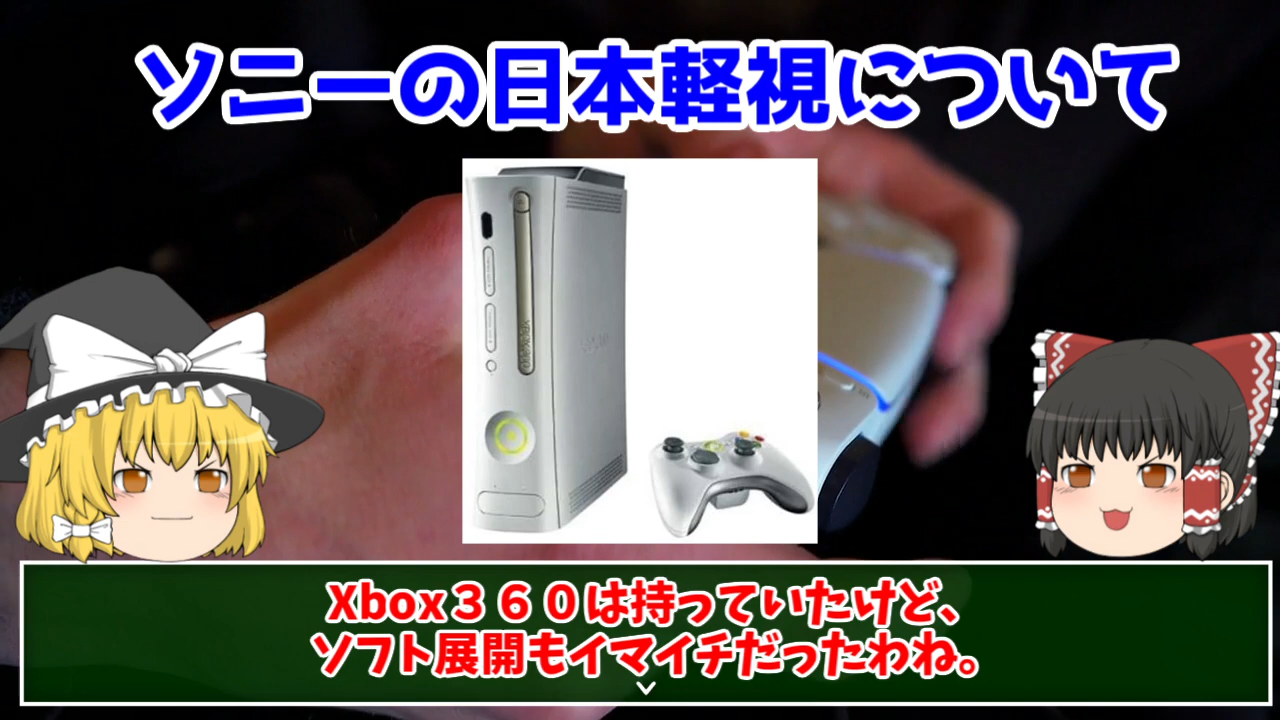 ソニーの日本軽視について
Xbox３６０は持っていたけど、
ソフト展開もイマイチだったわね。